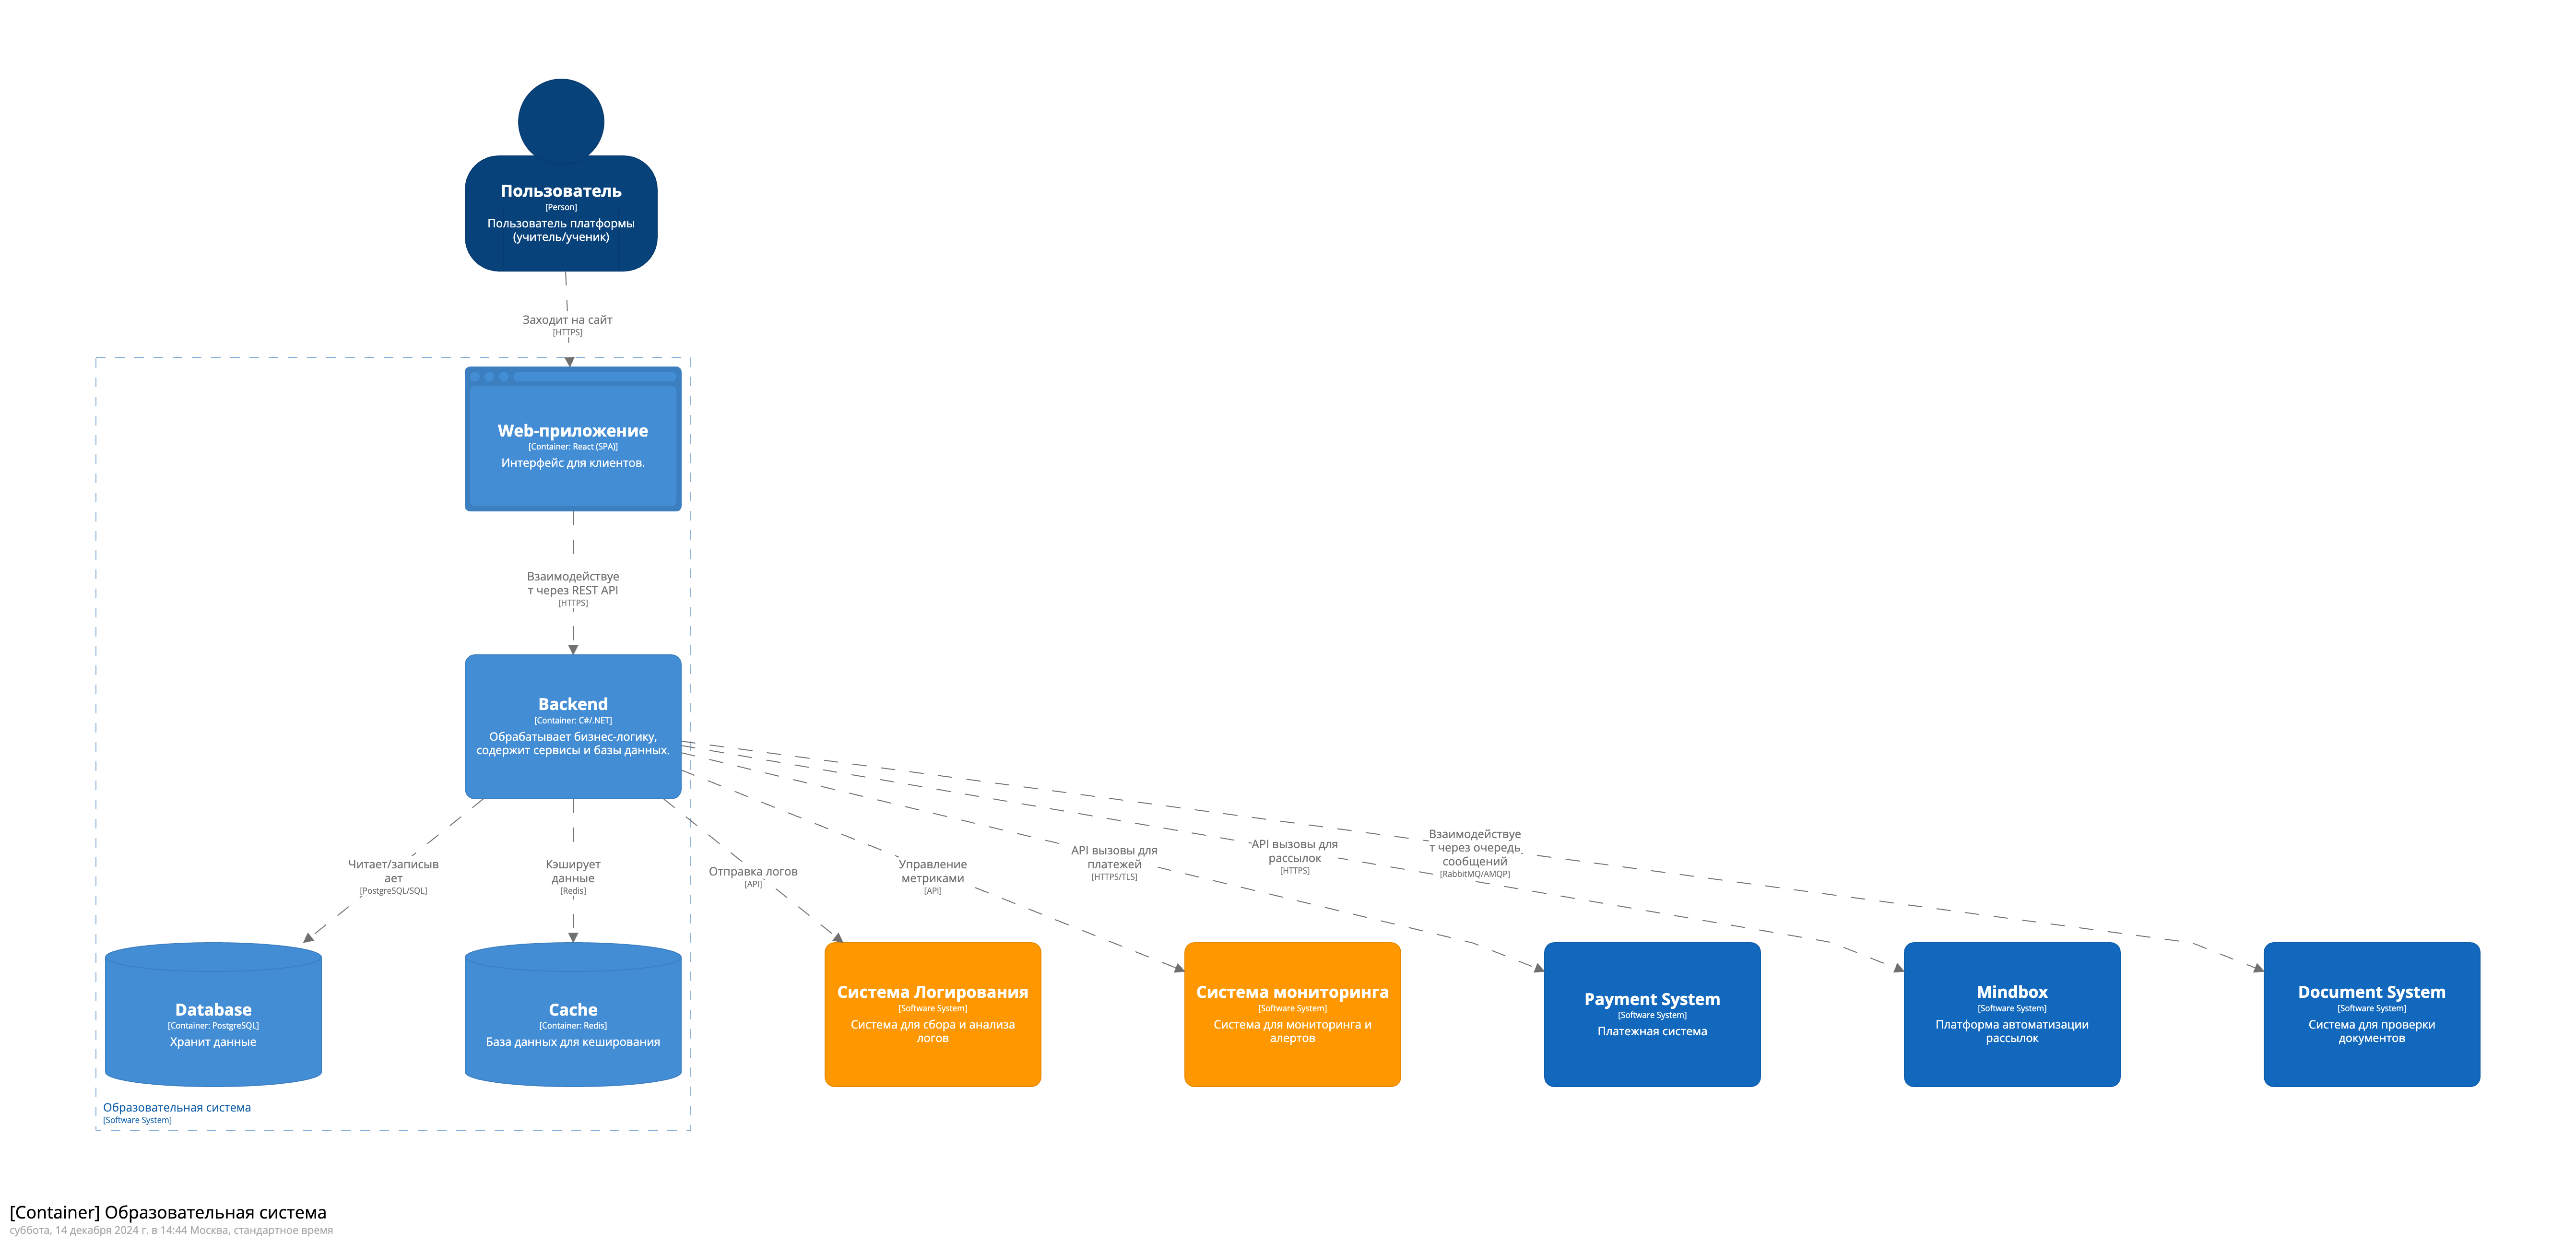 Пользователь
[Person]
Пользователь платформы
(учитель/ученик)
Заходит на сайт
[HTTPS]
Web-приложение
[Container: React (SPA)]
Интерфейс для клиентов.
Взаимодействуе
т через REST API
[HTTPS]
Backend
[Container: C#/.NET]
Обрабатывает бизнес-логику,
содержит сервисы и базы данных.
Читает/записыв
ает
[PostgreSQL/SQL]
Кэширует
данные
[Redis]
Отправка логов
[API]
Управление
метриками
[API]
API вызовы для
платежей
[HTTPS/TLS]
API вызовы для
рассылок
[HTTPS]
Взаимодействуе
т через очередь
сообщений
[RabbitMQ/AMQP]
Database
[Container: PostgreSQL]
Хранит данные
Cache
[Container: Redis]
База данных для кеширования
Система Логирования
[Software System]
Система для сбора и анализа
логов
Система мониторинга
[Software System]
Система для мониторинга и
алертов
Payment System
[Software System]
Платежная система
Mindbox
[Software System]
Платформа автоматизации
рассылок
Document System
[Software System]
Система для проверки
документов
Образовательная система
[Software System]
[Container] Образовательная система
суббота, 14 декабря 2024 г. в 14:44 Москва, стандартное время